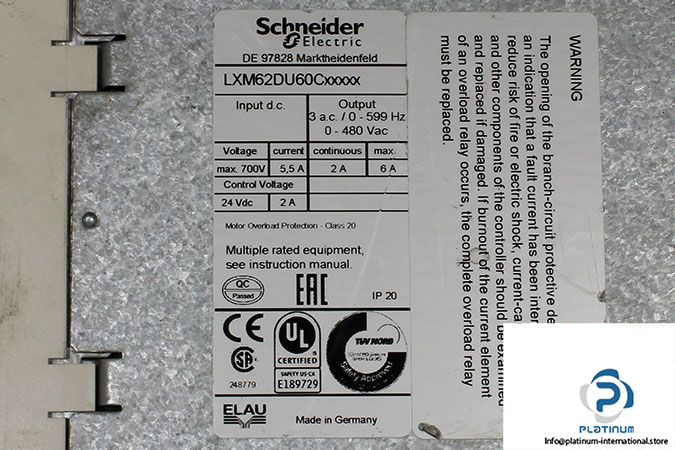 Schneider
Electric
DE 97828 Marktheidenfeld
LXM62DU60Cxxxxx
Input d.c.
Output
3 a.c. / 0 - 599 Hz
0 - 480 Vac
Voltage current continuous max.
max. 700V 5,5 A 2 A 6 A
Control Voltage
24 Vdc 2 A
Motor Overload Protection - Class 20
Multiple rated equipment,
see instruction manual.
QC
Passed
EAC
IP 20
CE
UL
CERTIFIED
SAFETY US-CA
E189729
248779
TÜV NORD
Safety Approved
ELAU
Made in Germany
WARNING
The opening of the branch-circuit protective
an indication that a fault current has been
reduce risk of fire or electric shock,
and other components of the controller should be examined
and replaced if damaged. If burnout of the current element
of an overload relay occurs, the complete overload relay
must be replaced.
PLATINUM
Info@platinum-international.store